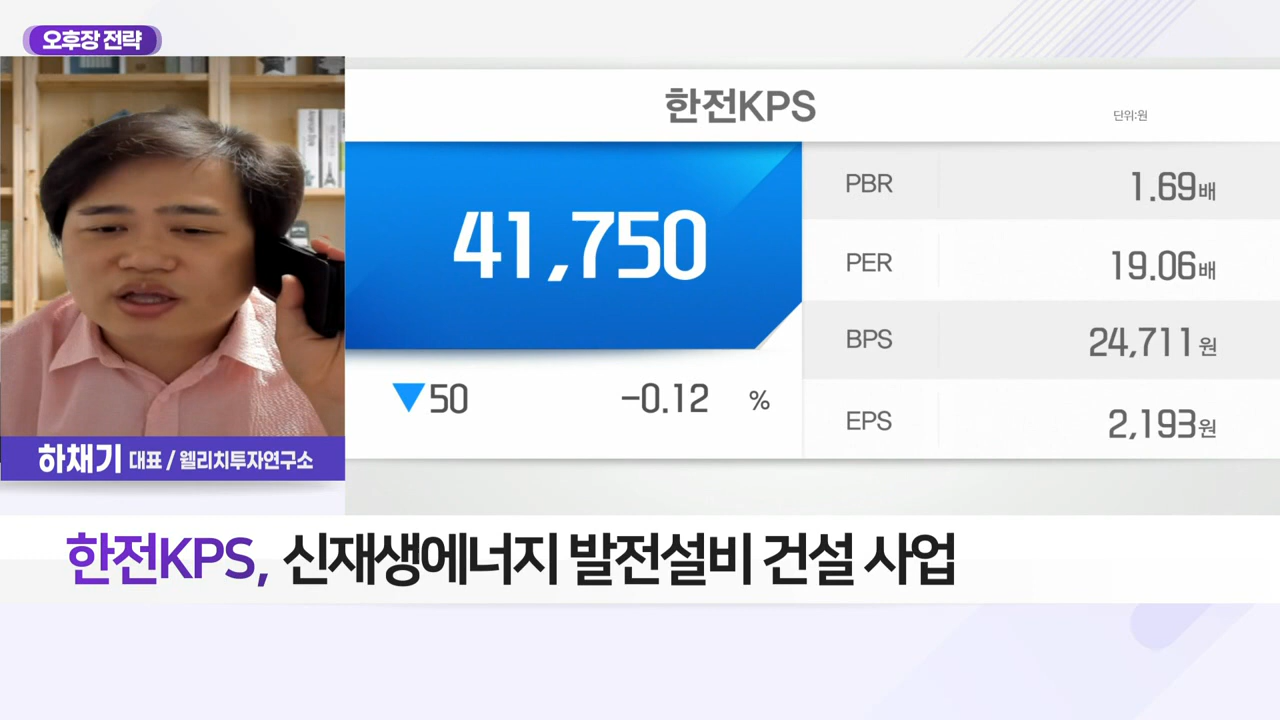 오후장 전략
한전KPS
단위:원
41,750
▼50 -0.12 %
PBR 1.69배
PER 19.06배
BPS 24,711원
EPS 2,193원
하채기 대표 / 웰리치투자연구소
한전KPS, 신재생에너지 발전설비 건설 사업